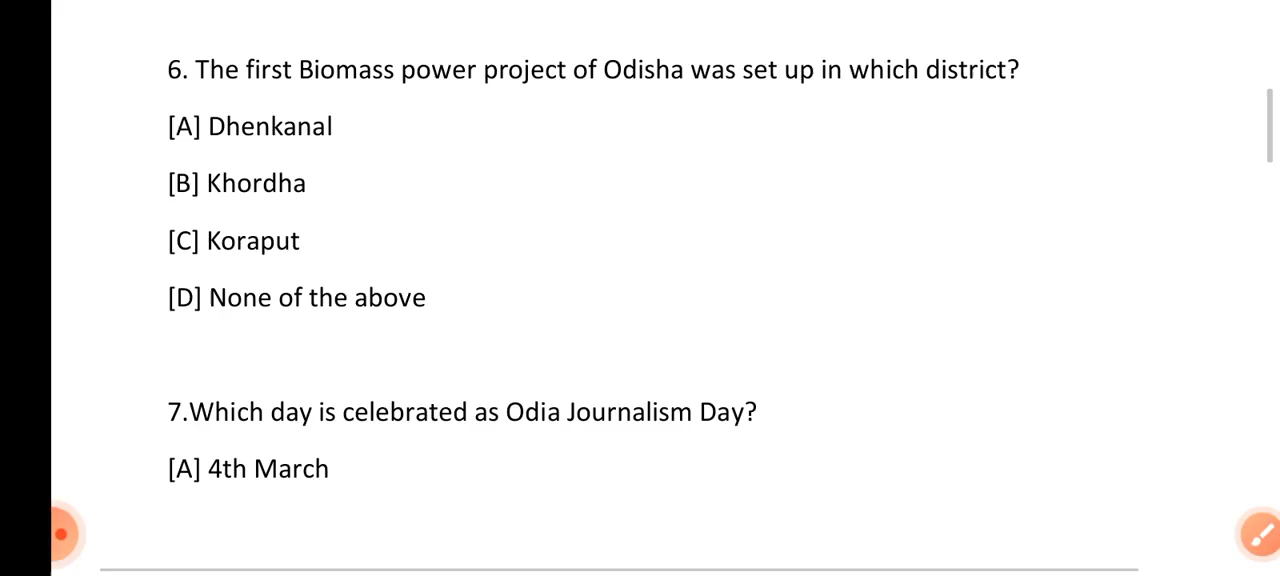 6. The first Biomass power project of Odisha was set up in which district?
[A] Dhenkanal
[B] Khordha
[C] Koraput
[D] None of the above
7.Which day is celebrated as Odia Journalism Day?
[A] 4th March